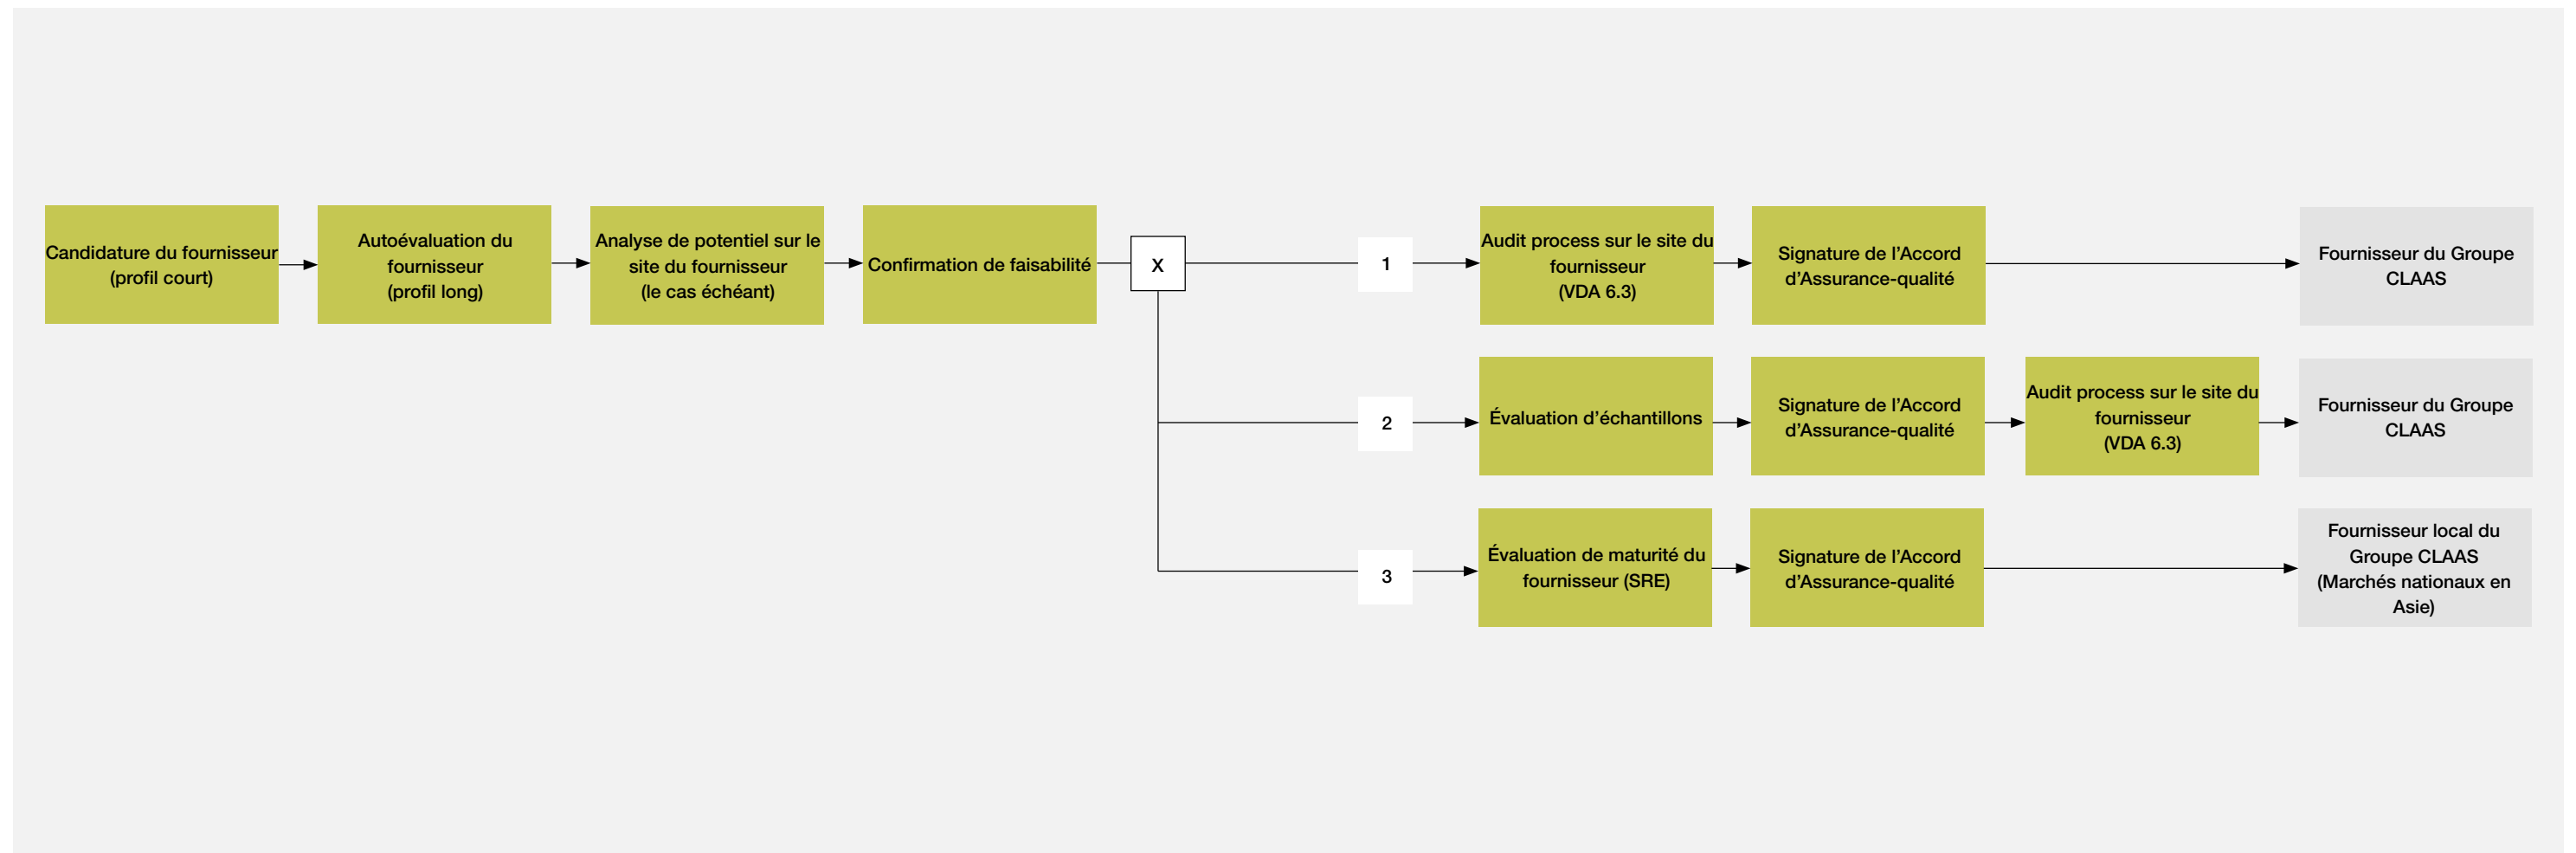 Candidature du fournisseur
(profil court)
Autoévaluation du
fournisseur
(profil long)
Analyse de potentiel sur le
site du fournisseur
(le cas échéant)
Confirmation de faisabilité
X
1
Audit process sur le site du
fournisseur
(VDA 6.3)
Signature de l’Accord
d’Assurance-qualité
Fournisseur du Groupe
CLAAS
2
Évaluation d’échantillons
Signature de l’Accord
d’Assurance-qualité
Audit process sur le site du
fournisseur
(VDA 6.3)
Fournisseur du Groupe
CLAAS
3
Évaluation de maturité du
fournisseur (SRE)
Signature de l’Accord
d’Assurance-qualité
Fournisseur local du
Groupe CLAAS
(Marchés nationaux en
Asie)